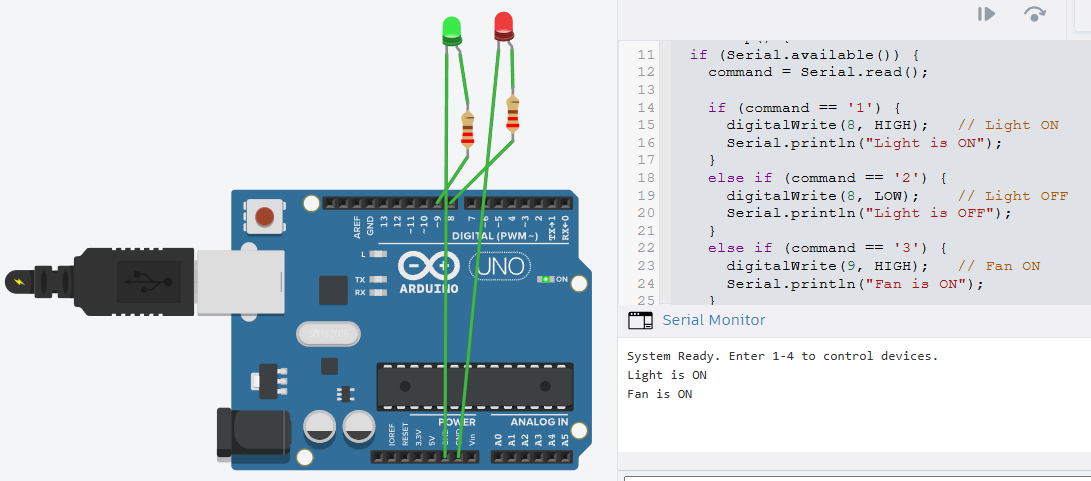 AREF
GND
13
12
~11
~10
~9
8
7
~6
~5
4
~3
2
TX→1
RX←0
DIGITAL (PWM~)
L
TX
RX
UNO
ARDUINO
ON
POWER
ANALOG IN
IOREF
RESET
3.3V
5V
GND
Vin
A0
A1
A2
A3
A4
A5
11 if (Serial.available()) {
12 command = Serial.read();
13
14 if (command == '1') {
15 digitalWrite(8, HIGH); // Light ON
16 Serial.println("Light is ON");
17 }
18 else if (command == '2') {
19 digitalWrite(8, LOW); // Light OFF
20 Serial.println("Light is OFF");
21 }
22 else if (command == '3') {
23 digitalWrite(9, HIGH); // Fan ON
24 Serial.println("Fan is ON");
25 }
Serial Monitor
System Ready. Enter 1-4 to control devices.
Light is ON
Fan is ON